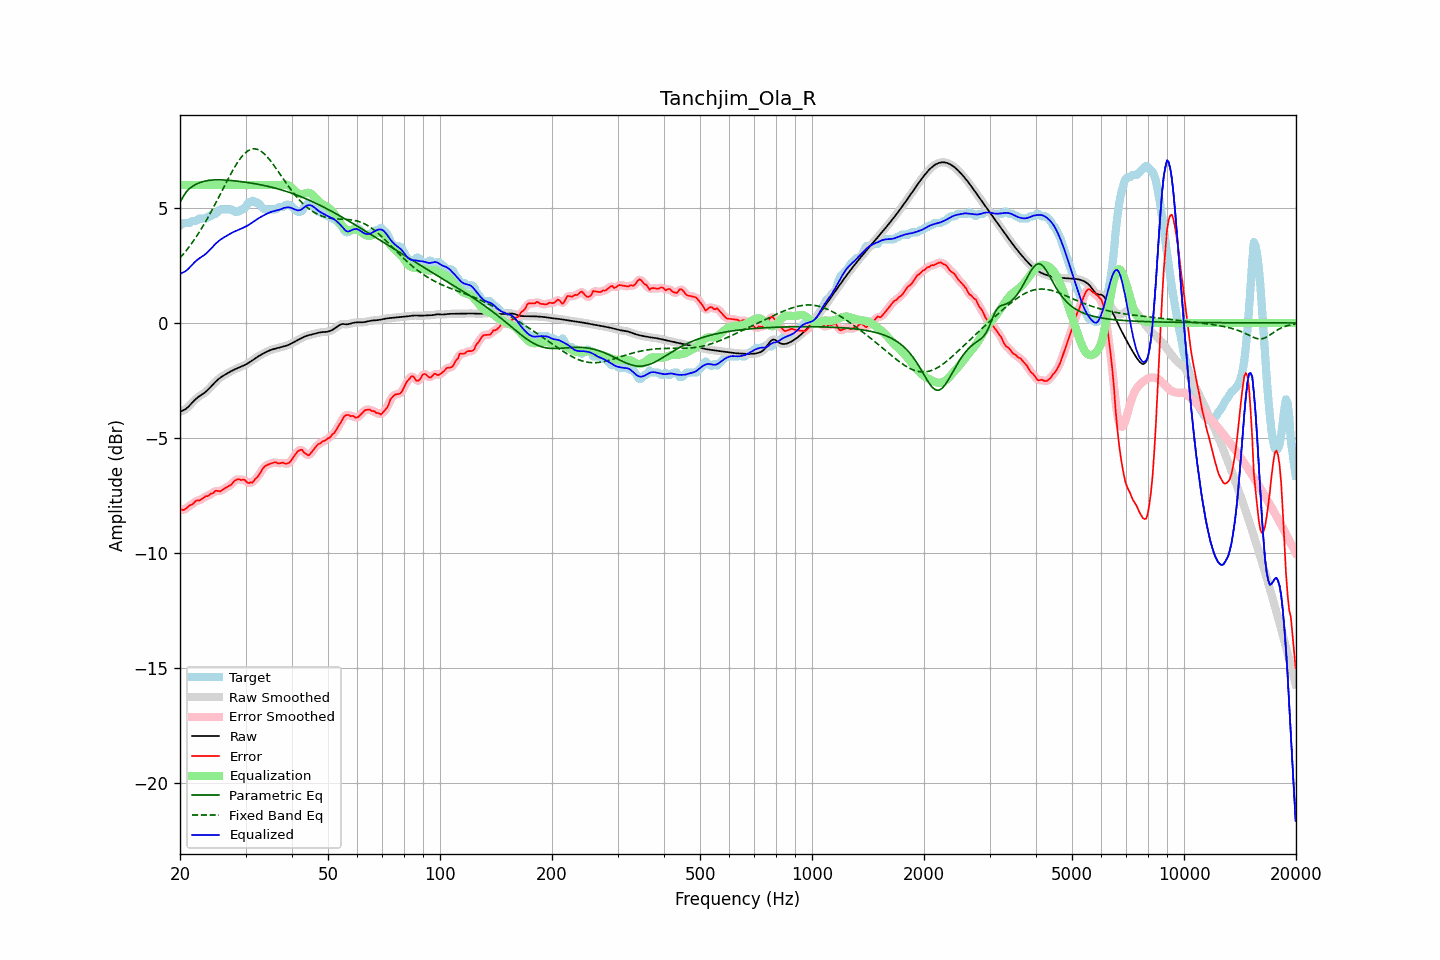 Tanchjim_Ola_R
Amplitude (dBr)
5
0
−5
−10
−15
−20
Target
Raw Smoothed
Error Smoothed
Raw
Error
Equalization
Parametric Eq
Fixed Band Eq
Equalized
20 50 100 200 500 1000 2000 5000 10000 20000
Frequency (Hz)